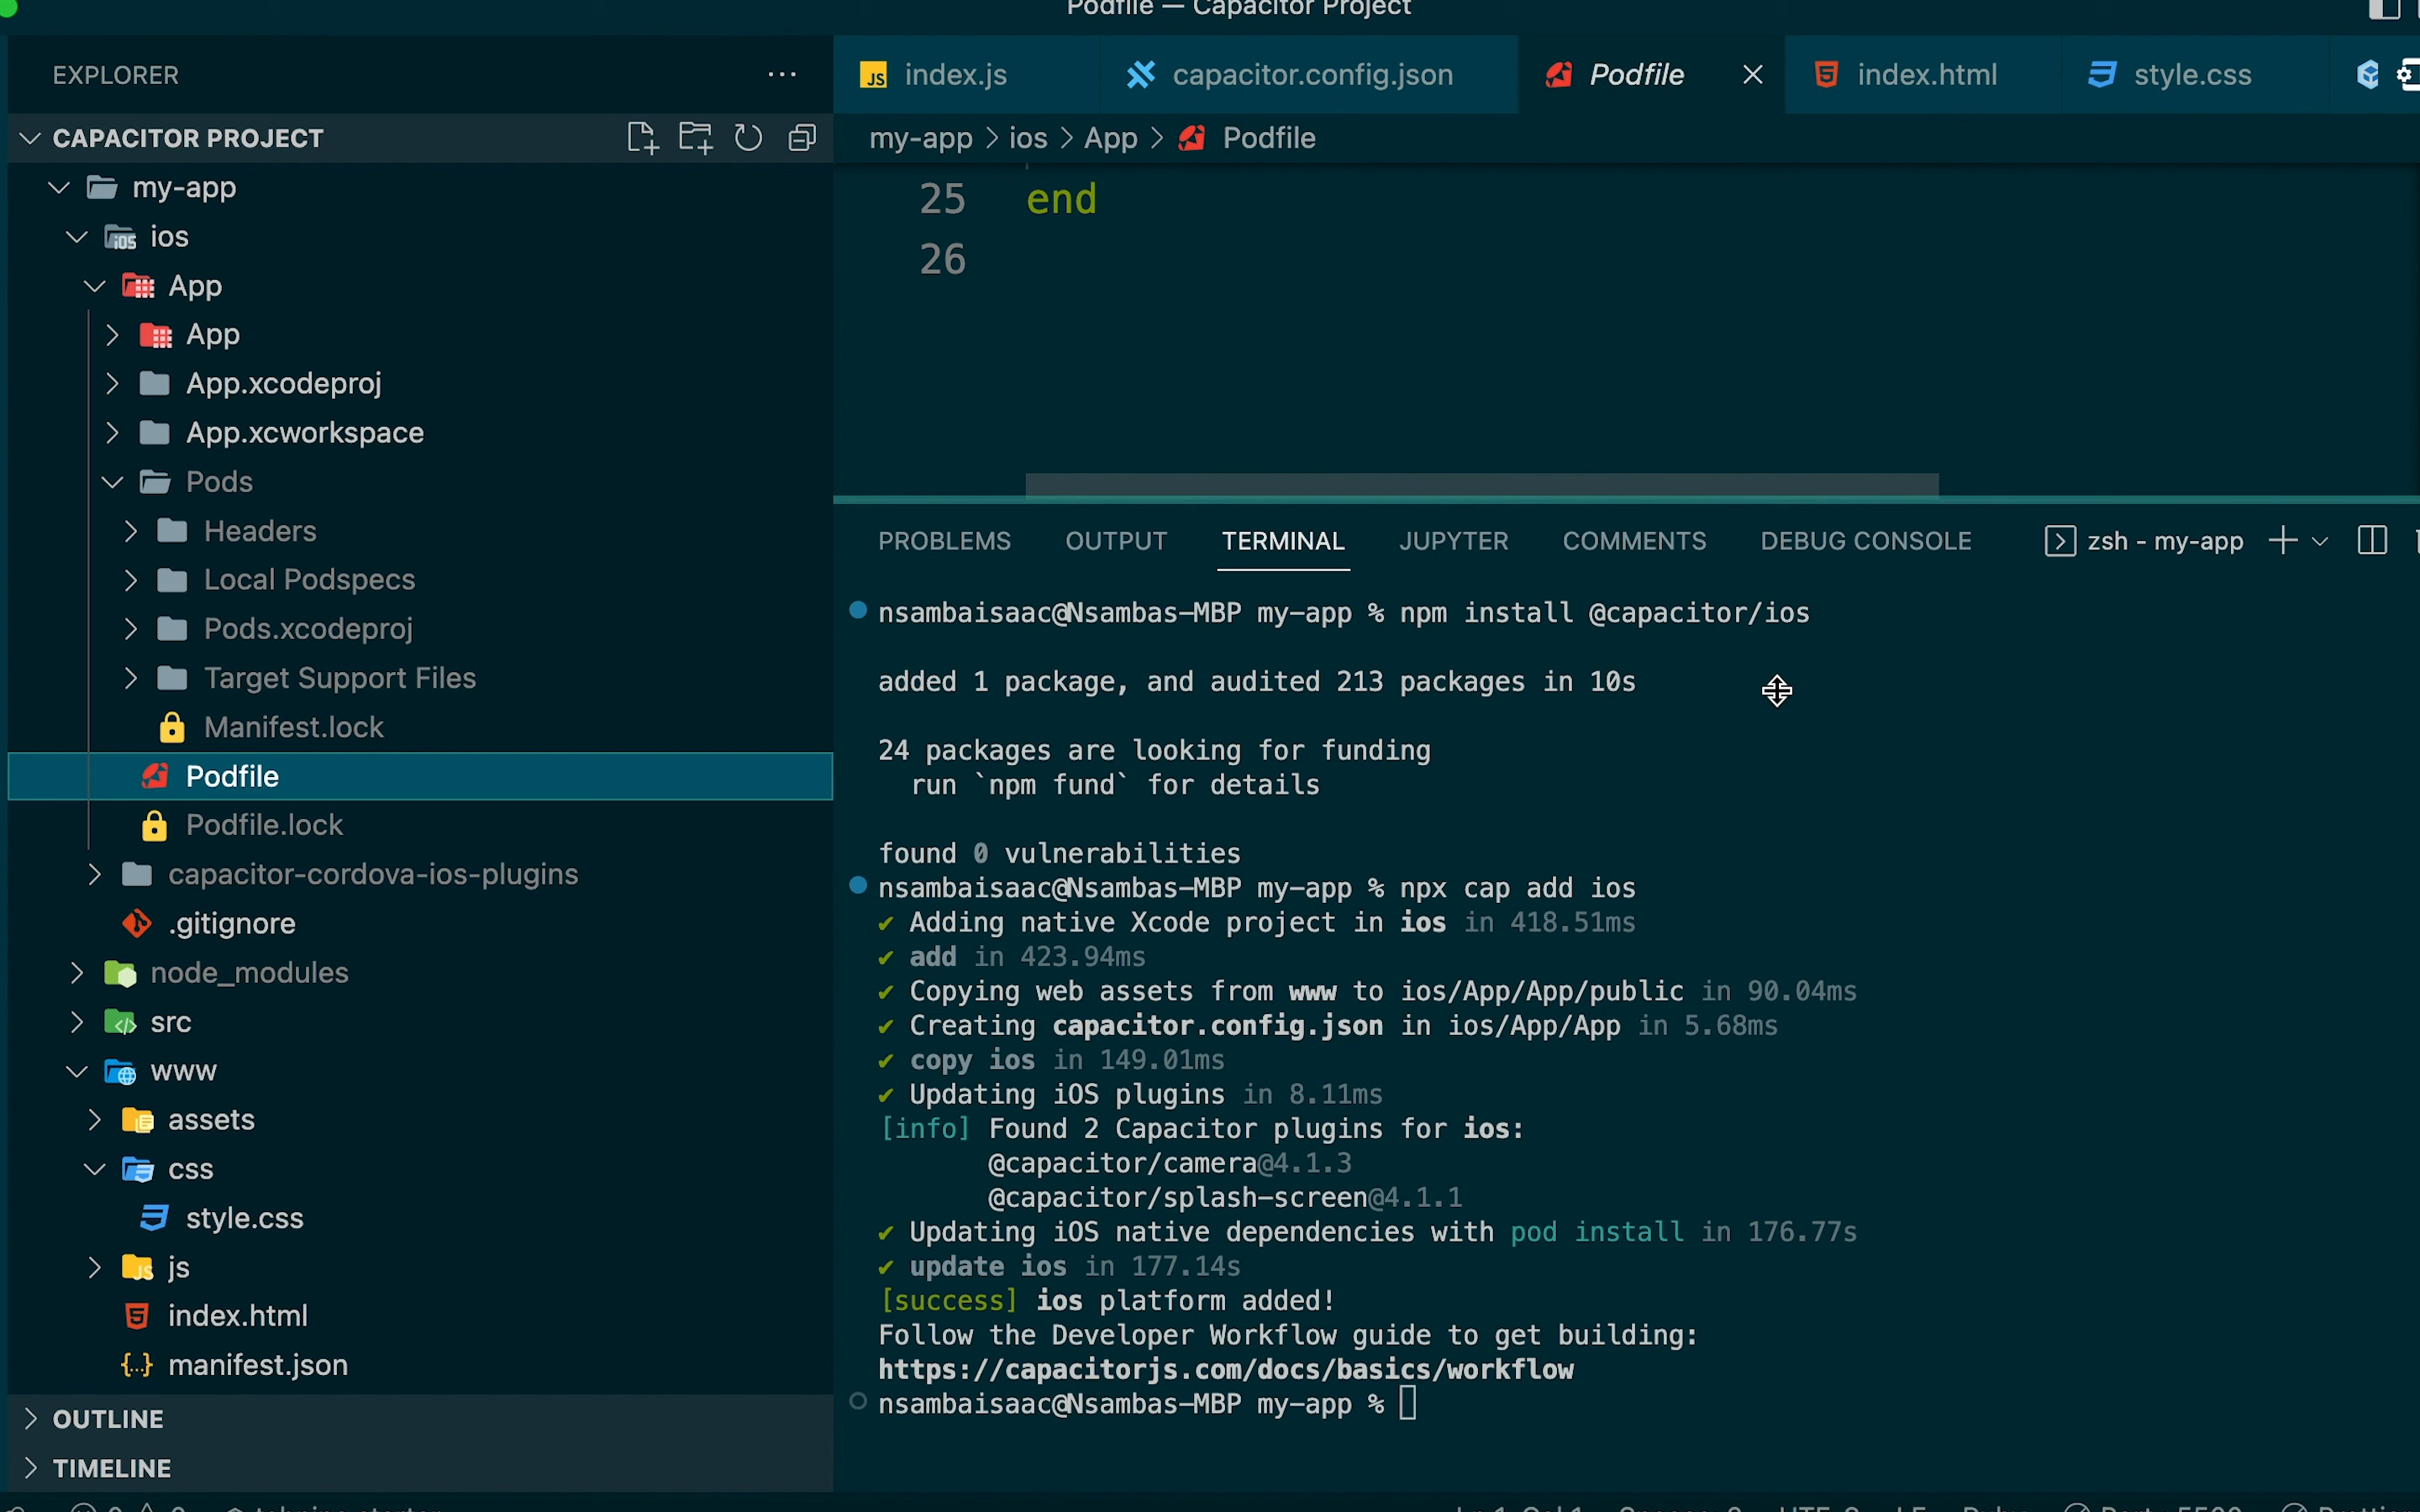 Podfile — Capacitor Project
EXPLORER
CAPACITOR PROJECT
my-app
ios
App
App
App.xcodeproj
App.xcworkspace
Pods
Headers
Local Podspecs
Pods.xcodeproj
Target Support Files
Manifest.lock
Podfile
Podfile.lock
capacitor-cordova-ios-plugins
.gitignore
node_modules
src
www
assets
css
style.css
js
index.html
manifest.json
OUTLINE
TIMELINE
index.js
capacitor.config.json
Podfile
index.html
style.css
my-app > ios > App > Podfile
25 end
26
PROBLEMS OUTPUT TERMINAL JUPYTER COMMENTS DEBUG CONSOLE zsh - my-app
nsambaisaac@Nsambas-MBP my-app % npm install @capacitor/ios
added 1 package, and audited 213 packages in 10s
24 packages are looking for funding
run `npm fund` for details
found 0 vulnerabilities
nsambaisaac@Nsambas-MBP my-app % npx cap add ios
✔ Adding native Xcode project in ios in 418.51ms
✔ add in 423.94ms
✔ Copying web assets from www to ios/App/App/public in 90.04ms
✔ Creating capacitor.config.json in ios/App/App in 5.68ms
✔ copy ios in 149.01ms
✔ Updating iOS plugins in 8.11ms
[info] Found 2 Capacitor plugins for ios:
@capacitor/camera@4.1.3
@capacitor/splash-screen@4.1.1
✔ Updating iOS native dependencies with pod install in 176.77s
✔ update ios in 177.14s
[success] ios platform added!
Follow the Developer Workflow guide to get building:
https://capacitorjs.com/docs/basics/workflow
nsambaisaac@Nsambas-MBP my-app %